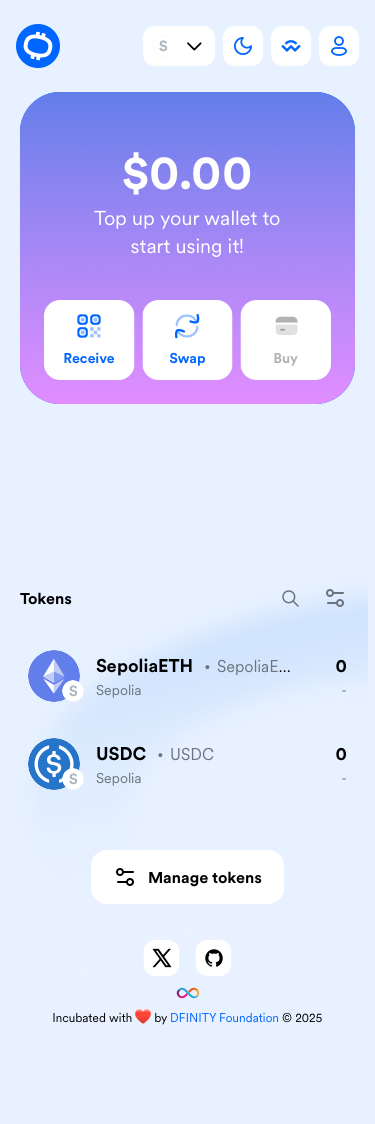 S
$0.00
Top up your wallet to
start using it!
Receive Swap Buy
Tokens
SepoliaETH • SepoliaE... 0
S
Sepolia -
USDC • USDC 0
S
Sepolia -
Manage tokens
Incubated with ❤️ by DFINITY Foundation © 2025